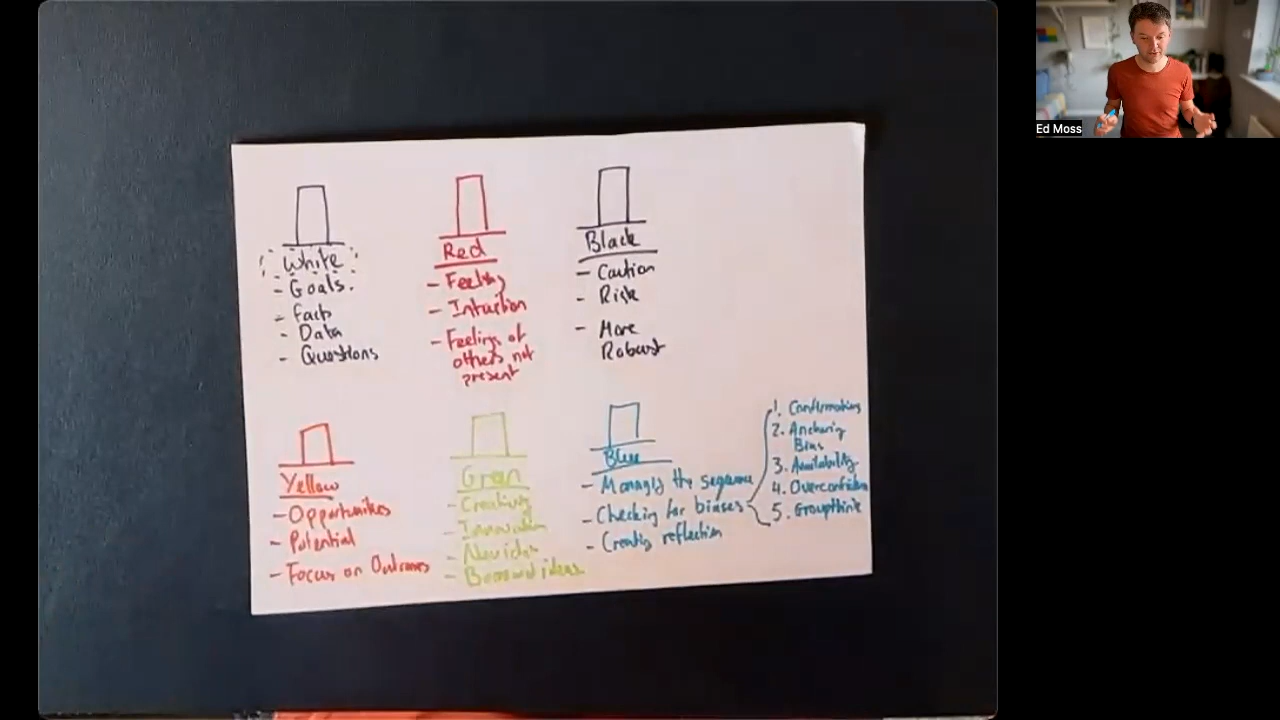 White
- Goals.
- Facts
- Data
- Questions
Red
- Feelings
- Intuition
- Feelings of
others not
present
Black
- Caution
- Risk
- More
Robust
Yellow
- Opportunities
- Potential
- Focus on Outcomes
Green
- Creativity
- Innovation
- New ideas
- Borrowed ideas
Blue
- Managing the sequence
- Checking for biases
- Creating reflection
1. Confirmation
2. Anchoring
Bias
3. Availability
4. Overconfidence
5. Groupthink
Ed Moss